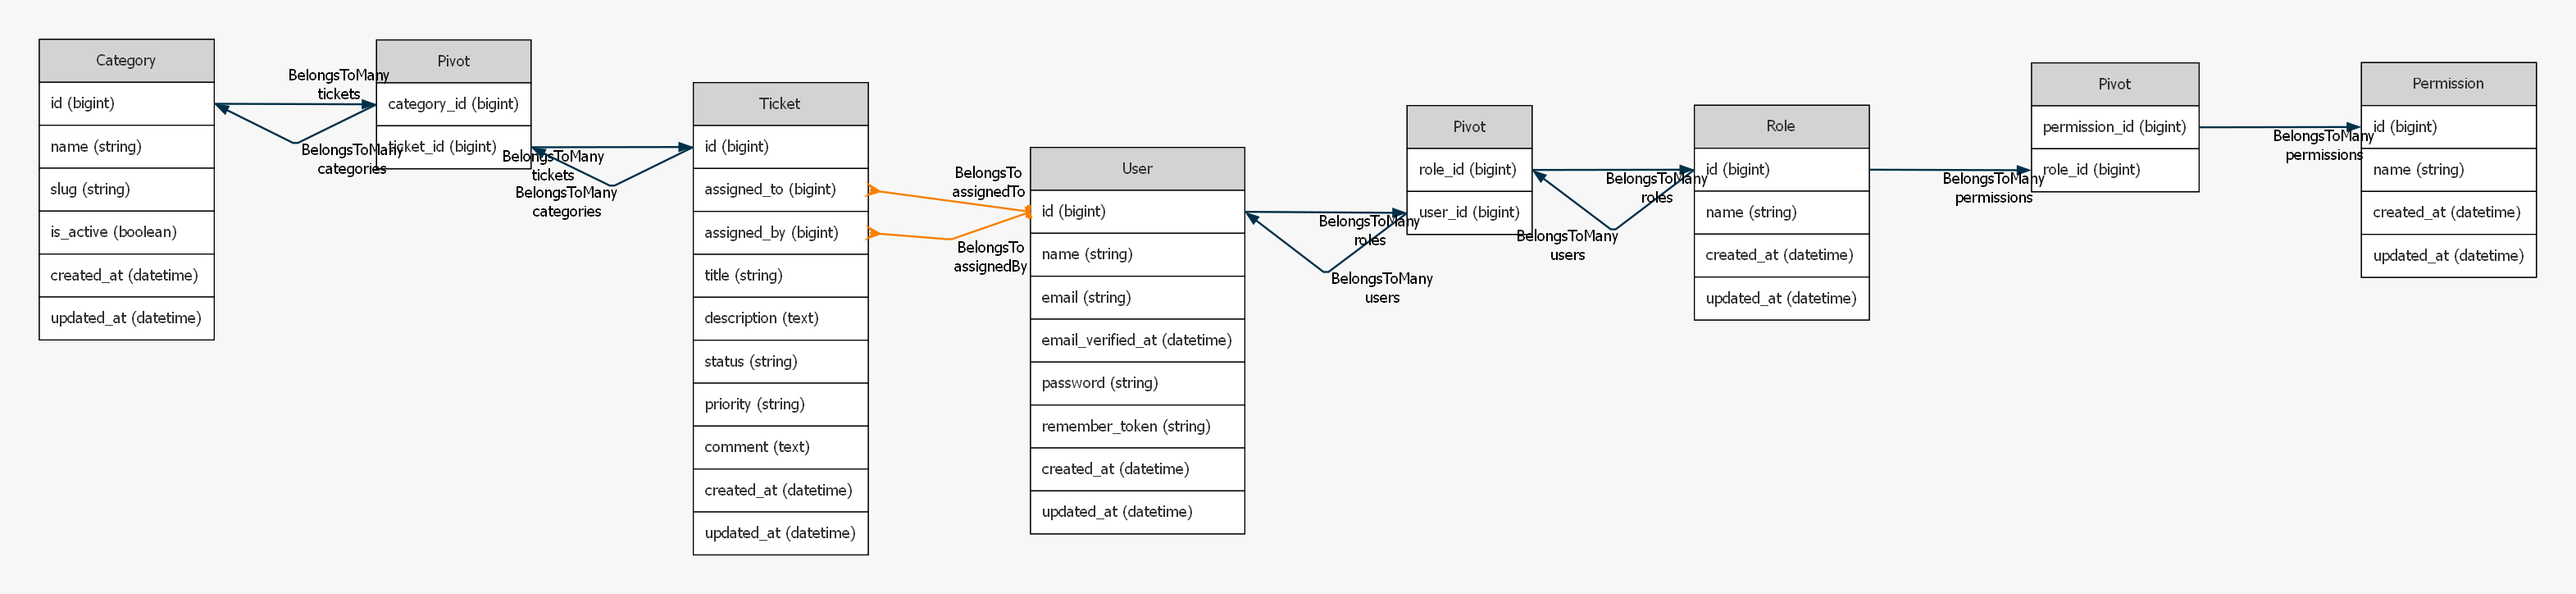 Category
id (bigint)
name (string)
slug (string)
is_active (boolean)
created_at (datetime)
updated_at (datetime)
BelongsToMany
tickets
BelongsToMany
categories
Pivot
category_id (bigint)
ticket_id (bigint)
BelongsToMany
tickets
BelongsToMany
categories
Ticket
id (bigint)
assigned_to (bigint)
assigned_by (bigint)
title (string)
description (text)
status (string)
priority (string)
comment (text)
created_at (datetime)
updated_at (datetime)
BelongsTo
assignedTo
BelongsTo
assignedBy
User
id (bigint)
name (string)
email (string)
email_verified_at (datetime)
password (string)
remember_token (string)
created_at (datetime)
updated_at (datetime)
BelongsToMany
roles
BelongsToMany
users
Pivot
role_id (bigint)
user_id (bigint)
BelongsToMany
roles
BelongsToMany
users
Role
id (bigint)
name (string)
created_at (datetime)
updated_at (datetime)
BelongsToMany
permissions
Pivot
permission_id (bigint)
role_id (bigint)
BelongsToMany
permissions
Permission
id (bigint)
name (string)
created_at (datetime)
updated_at (datetime)